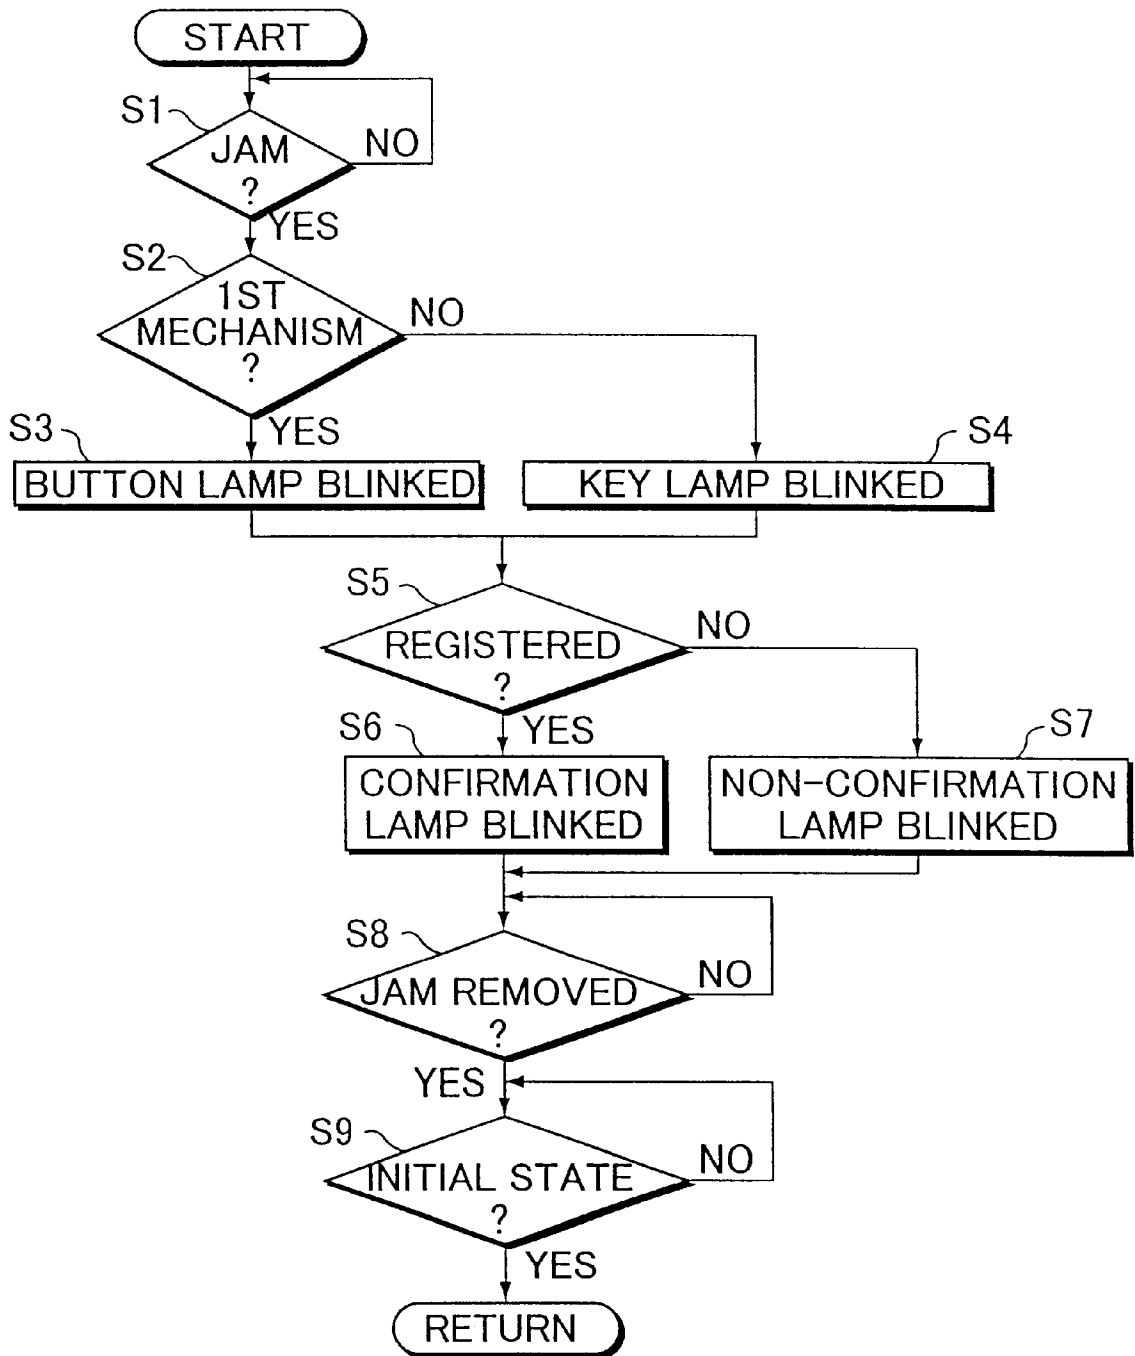 START
S1
JAM
?
NO
YES
S2
1ST
MECHANISM
?
NO
YES
S3
BUTTON LAMP BLINKED
S4
KEY LAMP BLINKED
S5
REGISTERED
?
NO
YES
S6
CONFIRMATION
LAMP BLINKED
S7
NON-CONFIRMATION
LAMP BLINKED
S8
JAM REMOVED
?
NO
YES
S9
INITIAL STATE
?
NO
YES
RETURN